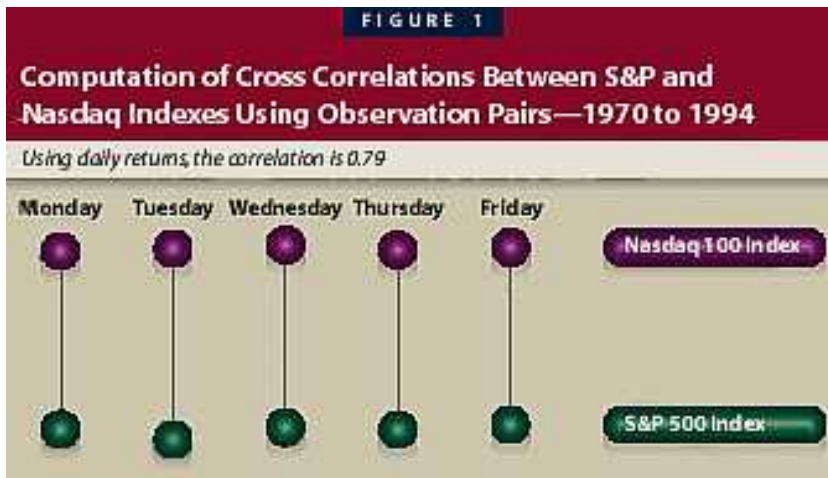 FIGURE 1
Computation of Cross Correlations Between S&P and
Nasdaq Indexes Using Observation Pairs—1970 to 1994
Using daily returns, the correlation is 0.79
Monday Tuesday Wednesday Thursday Friday
Nasdaq 100 Index
S&P 500 Index